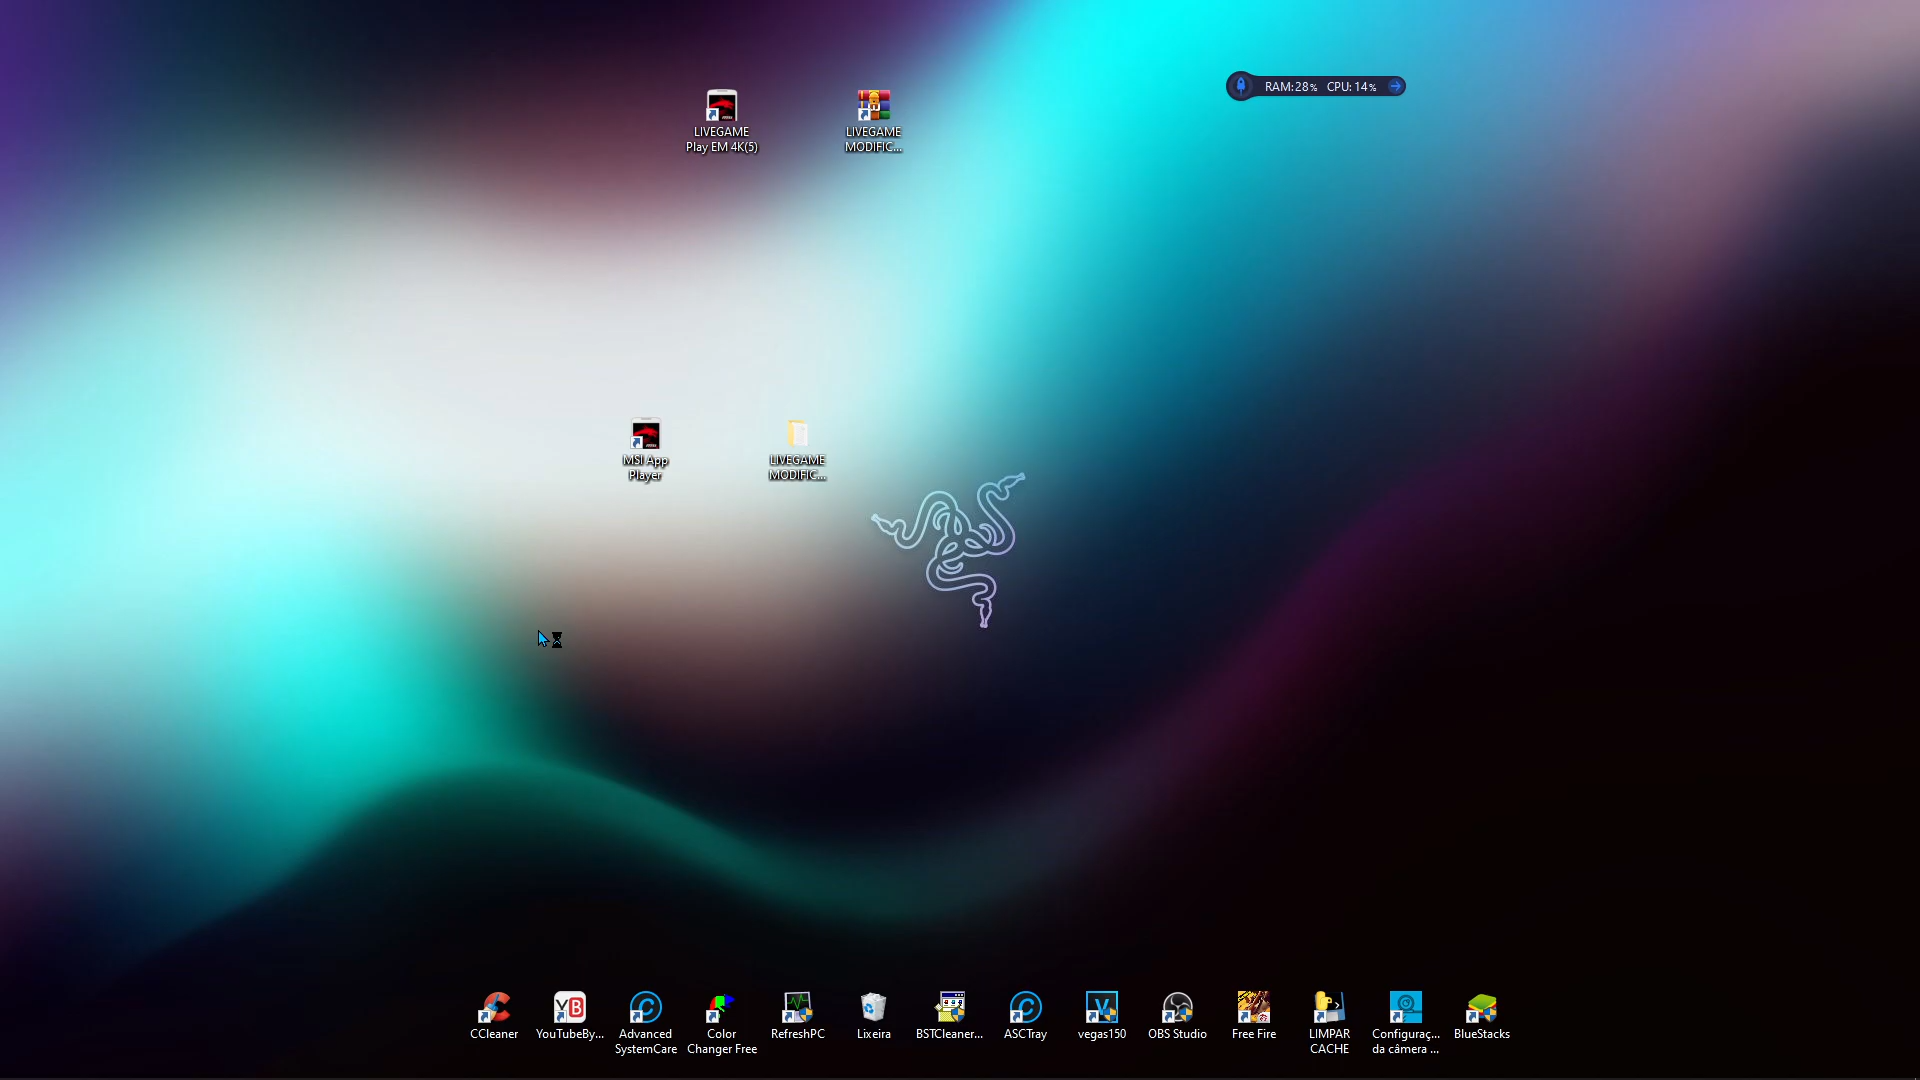 RAM:28% CPU:14%
LIVEGAME
Play EM 4K(5)
LIVEGAME
MODIFIC...
MSI App
Player
LIVEGAME
MODIFIC...
CCleaner
YouTubeBy...
Advanced
SystemCare
Color
Changer Free
RefreshPC
Lixeira
BSTCleaner...
ASCTray
vegas150
OBS Studio
Free Fire
LIMPAR
CACHE
Configuraç...
da câmera ...
BlueStacks